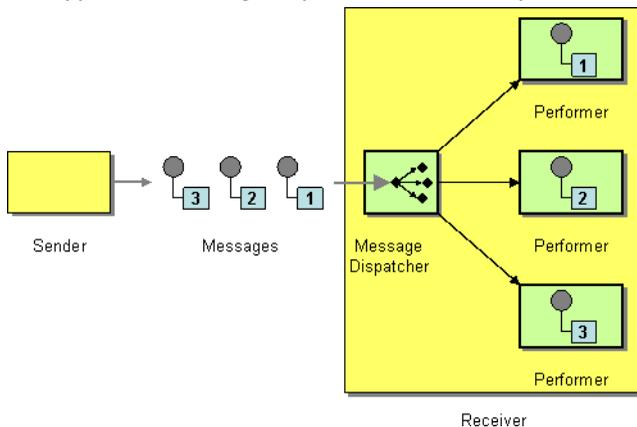 1
Performer
3 2 1
2
Sender
Messages
Message
Dispatcher
Performer
3
Performer
Receiver